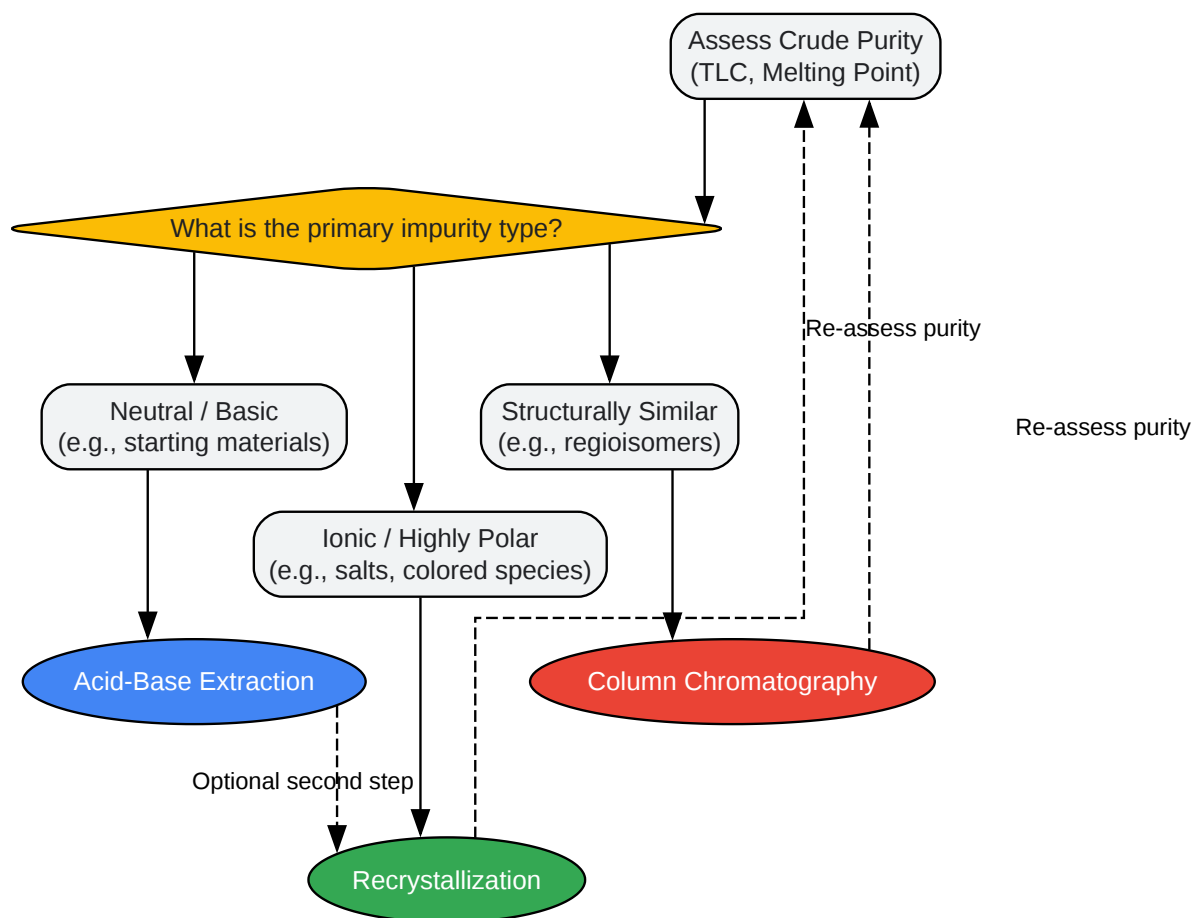 Assess Crude Purity
(TLC, Melting Point)
What is the primary impurity type?
Re-assess purity
Neutral / Basic
(e.g., starting materials)
Structurally Similar
(e.g., regioisomers)
Re-assess purity
Ionic / Highly Polar
(e.g., salts, colored species)
Acid-Base Extraction
Column Chromatography
Optional second step
Recrystallization